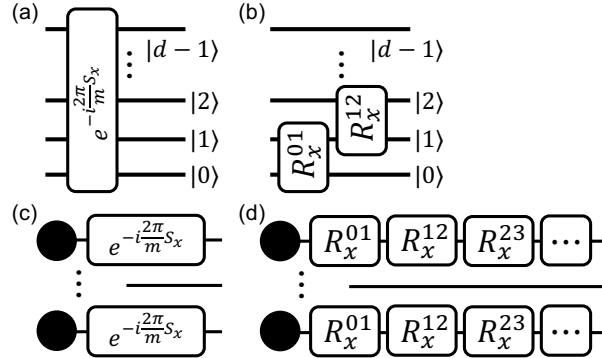 (a)
e^{-i\frac{2\pi}{m}S_x}
⋮
|d − 1⟩
|2⟩
|1⟩
|0⟩
(b)
|d − 1⟩
⋮
R_x^{12}
|2⟩
R_x^{01}
|1⟩
|0⟩
(c)
e^{-i\frac{2\pi}{m}S_x}
⋮
e^{-i\frac{2\pi}{m}S_x}
(d)
R_x^{01} R_x^{12} R_x^{23} ⋯
⋮
R_x^{01} R_x^{12} R_x^{23} ⋯